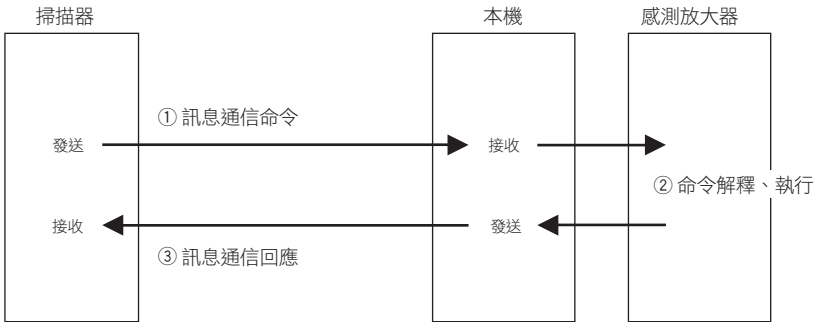 掃描器
本機
感測放大器
① 訊息通信命令
發送
接收
② 命令解釋、執行
接收
發送
③ 訊息通信回應